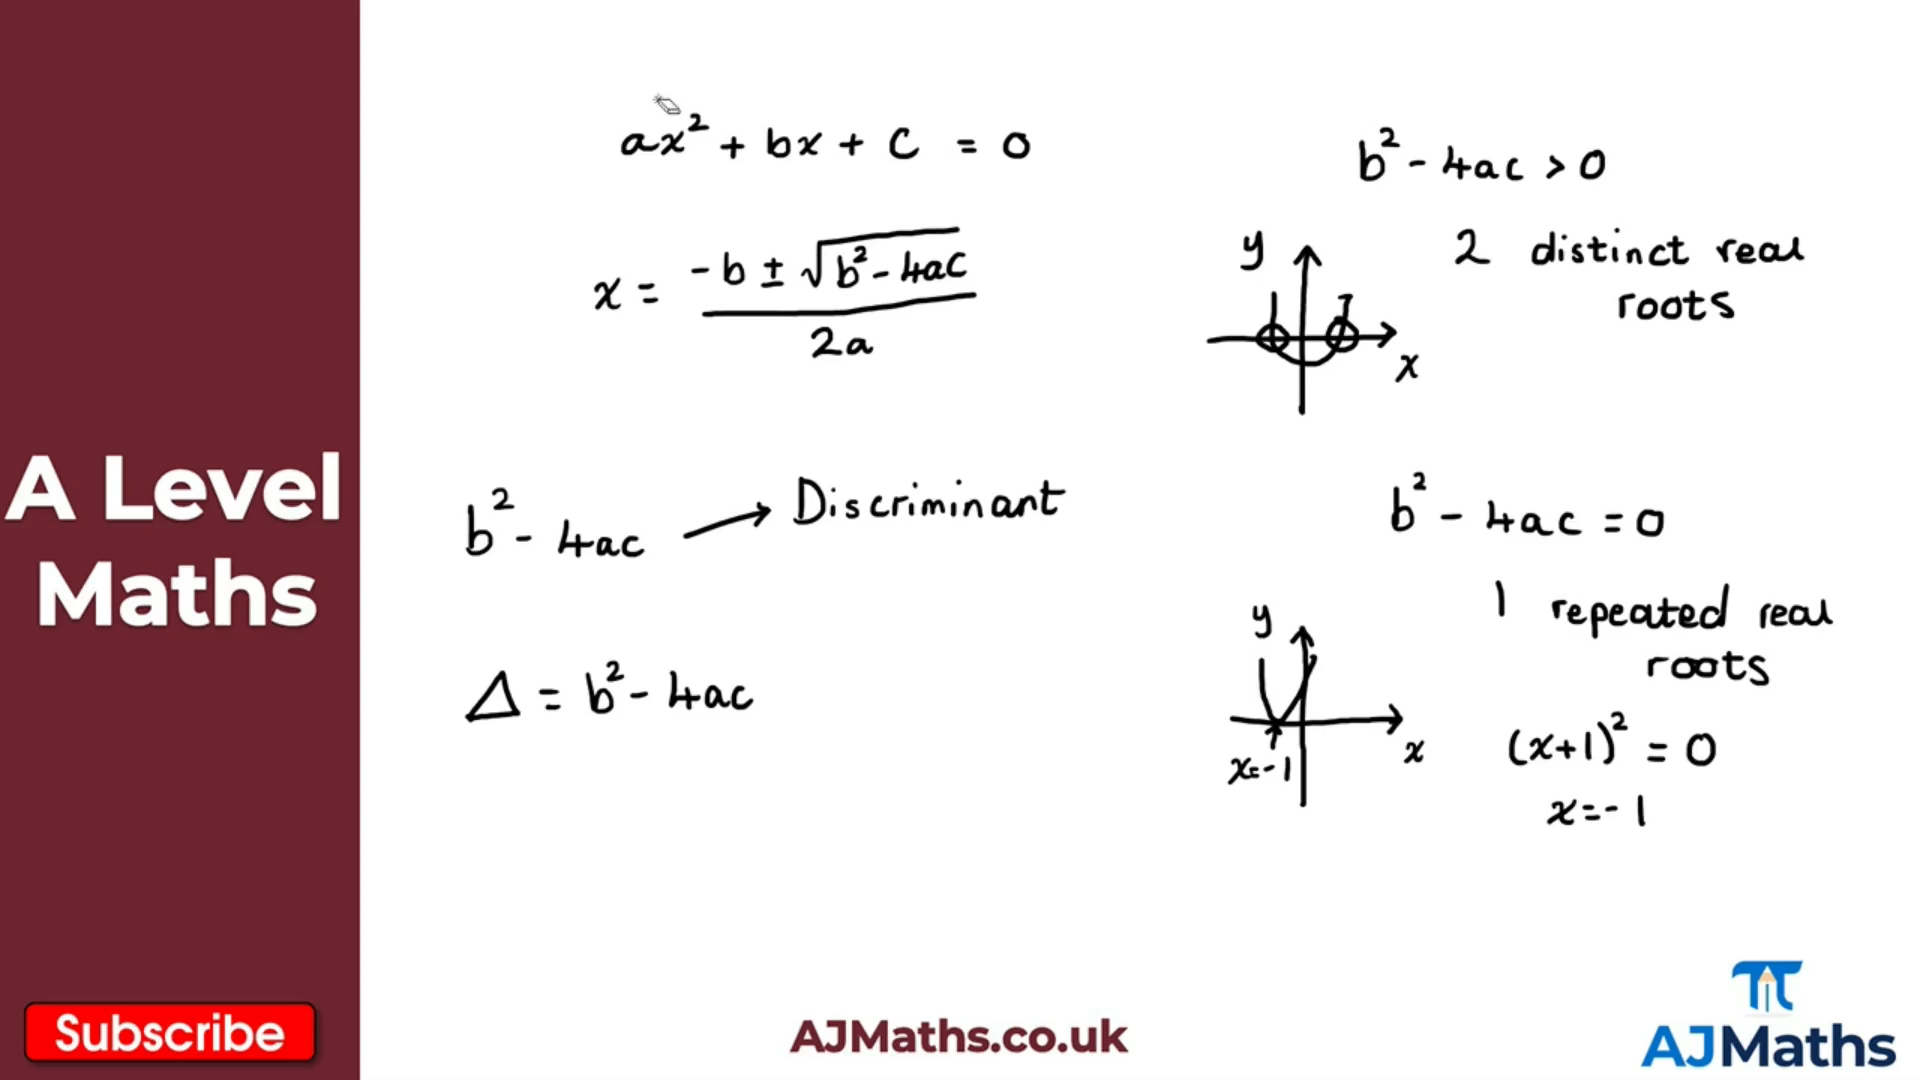 A Level
Maths
ax² + bx + c = 0
x = (-b ± √(b² - 4ac)) / 2a
b² - 4ac → Discriminant
Δ = b² - 4ac
b² - 4ac > 0
2 distinct real
roots
y
x
b² - 4ac = 0
1 repeated real
roots
y
x
x=-1
(x+1)² = 0
x=-1
Subscribe
AJMaths.co.uk
AJMaths